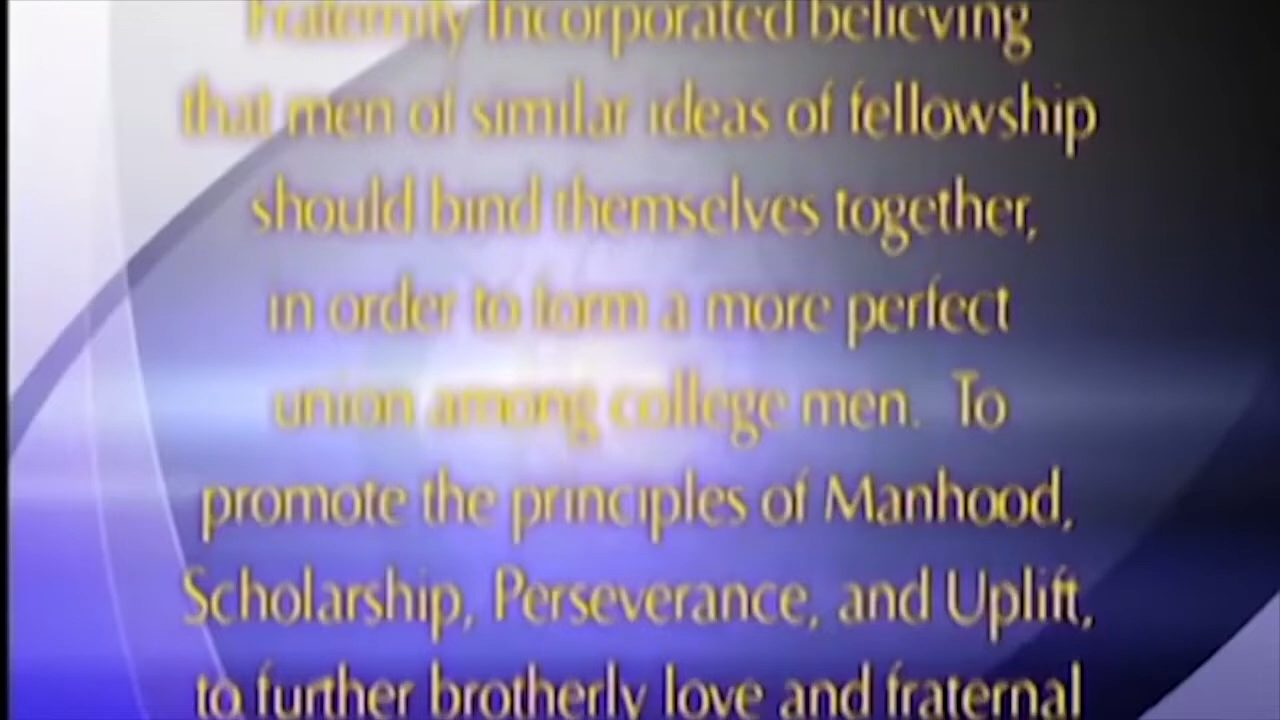 Fraternity Incorporated believing
that men of similar ideas of fellowship
should bind themselves together,
in order to form a more perfect
union among college men. To
promote the principles of Manhood,
Scholarship, Perseverance, and Uplift,
to further brotherly love and fraternal